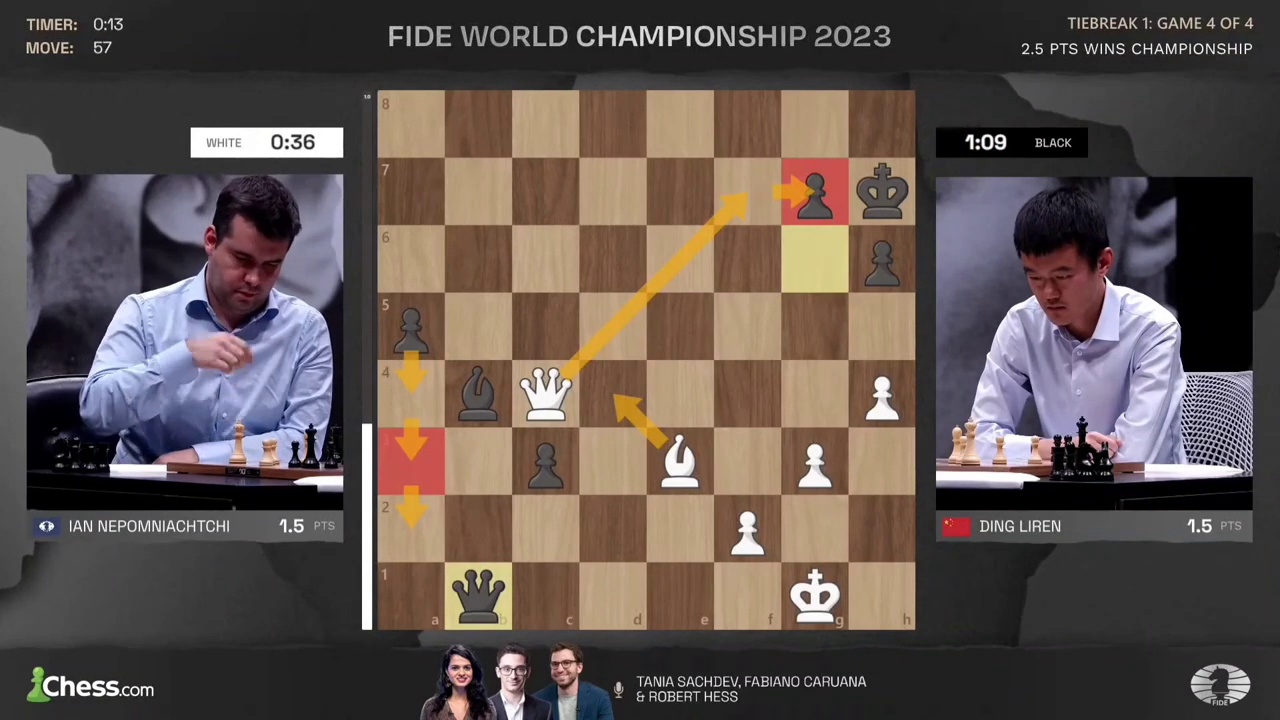 TIMER: 0:13
MOVE: 57
FIDE WORLD CHAMPIONSHIP 2023
TIEBREAK 1: GAME 4 OF 4
2.5 PTS WINS CHAMPIONSHIP
WHITE 0:36
1:09 BLACK
8
7
6
5
4
2
1
a
c
d
e
f
g
h
IAN NEPOMNIACHTCHI 1.5 PTS
DING LIREN 1.5 PTS
Chess.com
TANIA SACHDEV, FABIANO CARUANA
& ROBERT HESS
FIDE